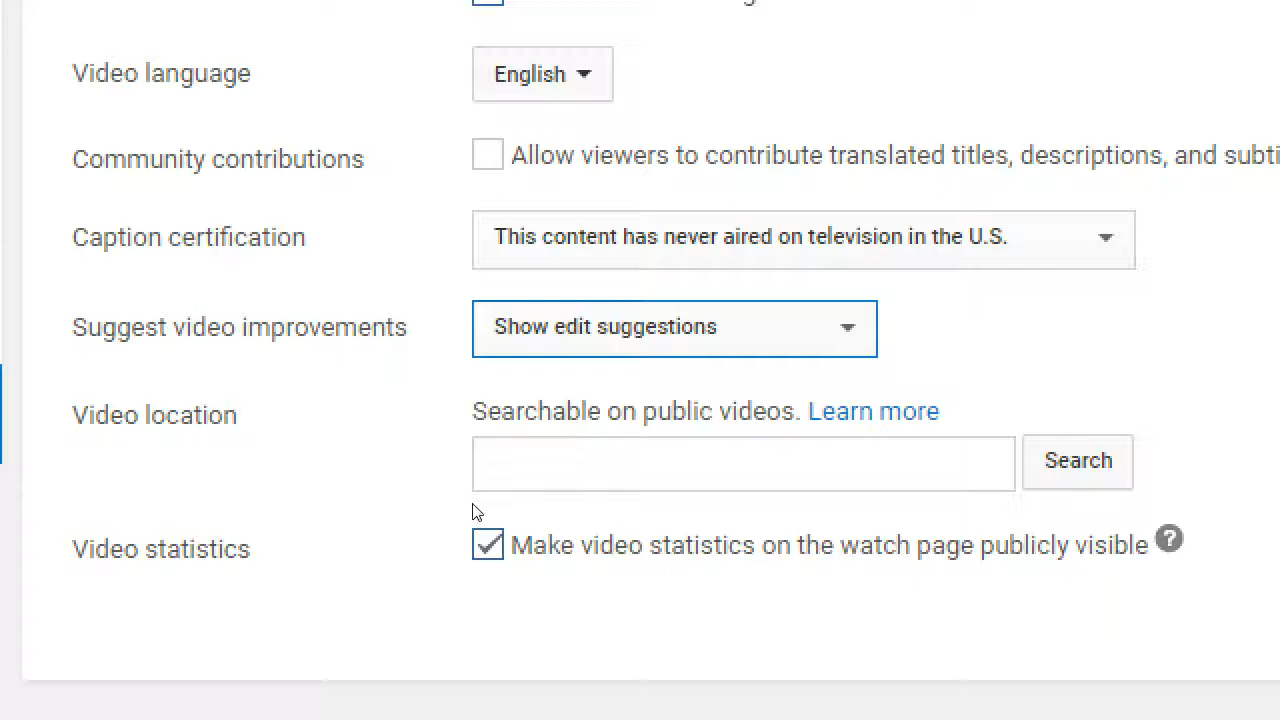 Video language
English
Community contributions
Allow viewers to contribute translated titles, descriptions, and
Caption certification
This content has never aired on television in the U.S.
Suggest video improvements
Show edit suggestions
Video location
Searchable on public videos. Learn more
Search
Video statistics
Make video statistics on the watch page publicly visible ?